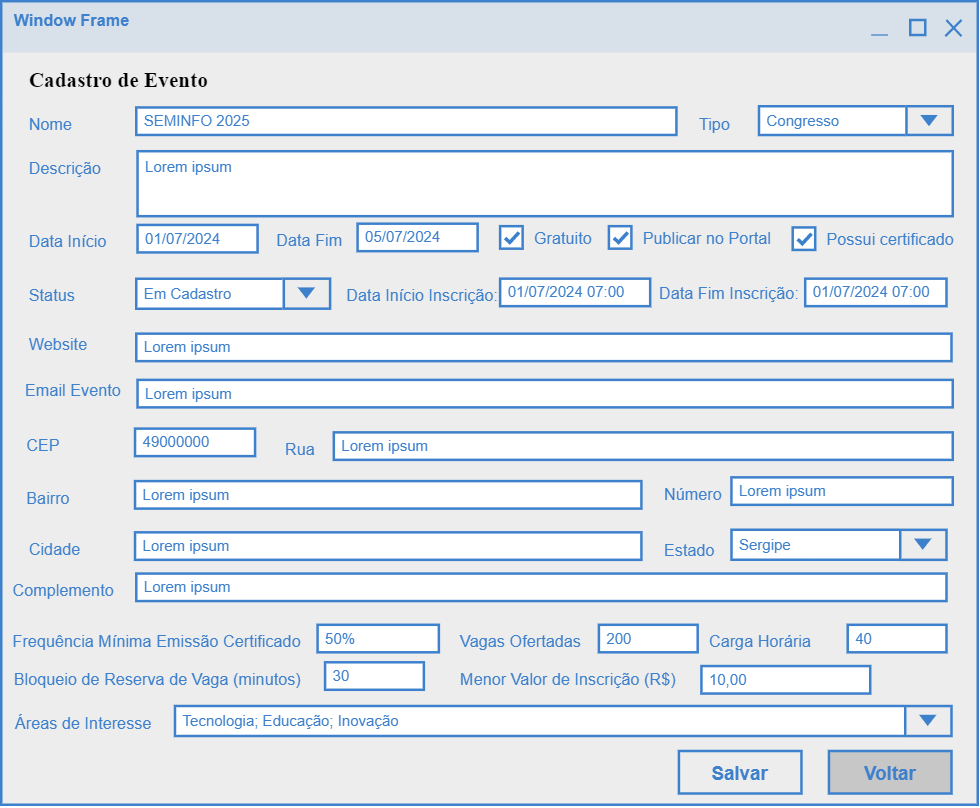 Window Frame
Cadastro de Evento
Nome SEMINFO 2025 Tipo Congresso
Descrição Lorem ipsum
Data Início 01/07/2024 Data Fim 05/07/2024 Gratuito Publicar no Portal Possui certificado
Status Em Cadastro Data Início Inscrição: 01/07/2024 07:00 Data Fim Inscrição: 01/07/2024 07:00
Website Lorem ipsum
Email Evento Lorem ipsum
CEP 49000000 Rua Lorem ipsum
Bairro Lorem ipsum Número Lorem ipsum
Cidade Lorem ipsum Estado Sergipe
Complemento Lorem ipsum
Frequência Mínima Emissão Certificado 50% Vagas Ofertadas 200 Carga Horária 40
Bloqueio de Reserva de Vaga (minutos) 30 Menor Valor de Inscrição (R$) 10,00
Áreas de Interesse Tecnologia; Educação; Inovação
Salvar Voltar